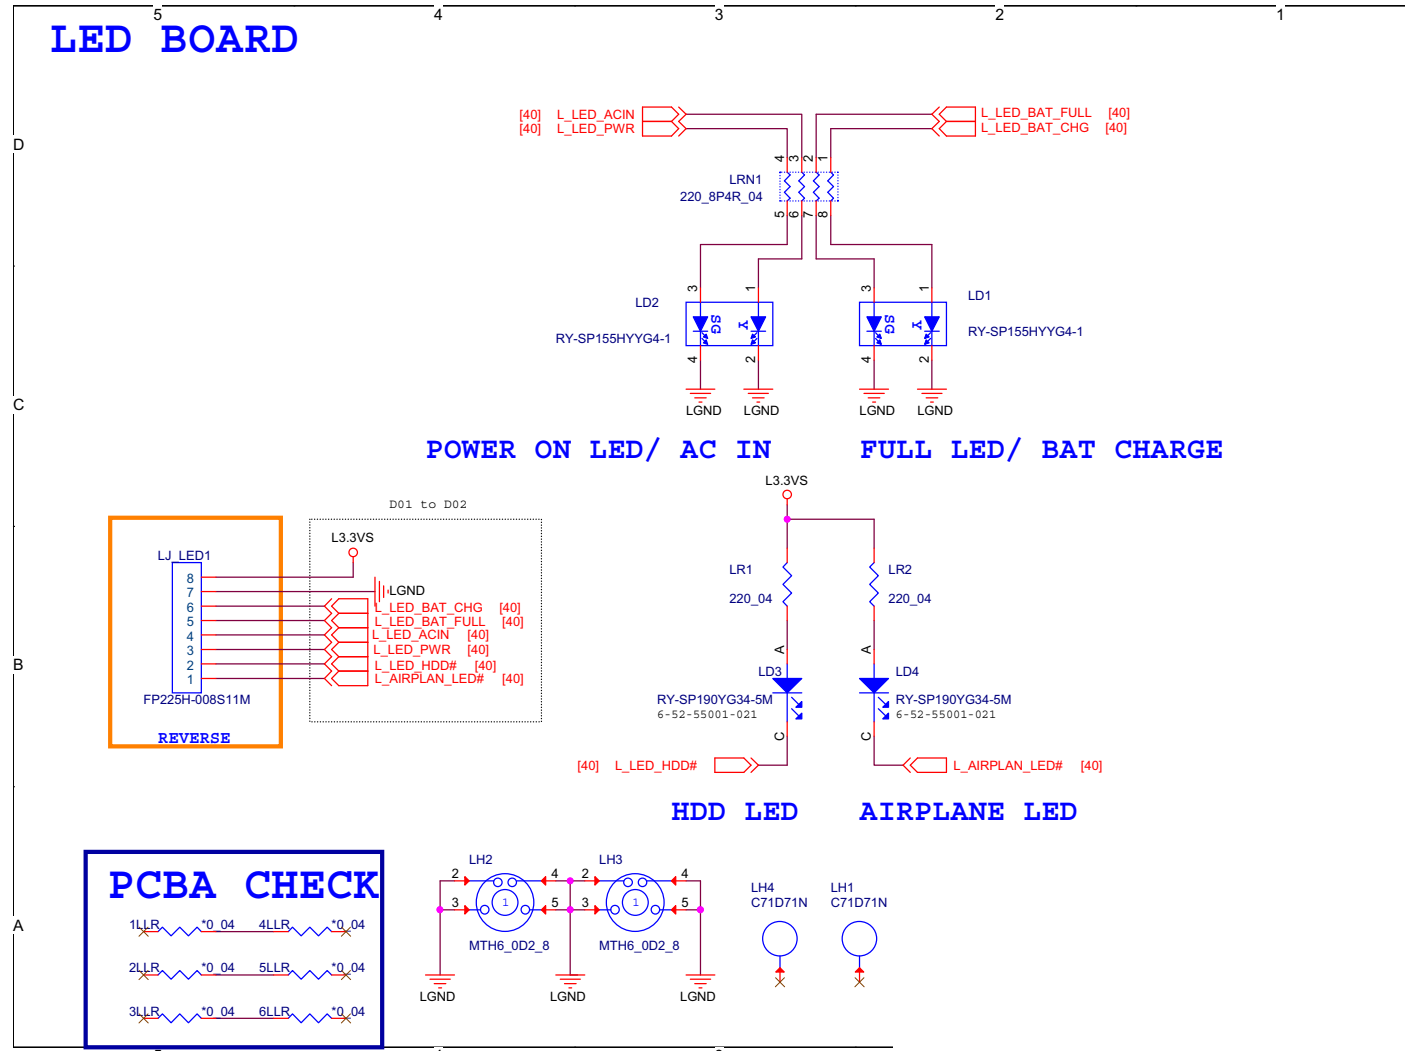 5 4 3 2 1
LED BOARD
[40] L_LED_ACIN
[40] L_LED_PWR
L_LED_BAT_FULL [40]
L_LED_BAT_CHG [40]
D
4 3 2 1
LRN1
220_8P4R_04
5 6 7 8
3 1 3 1
LD2
LD1
SG Y SG Y
RY-SP155HYYG4-1
RY-SP155HYYG4-1
4 2 4 2
C
LGND LGND LGND LGND
POWER ON LED/ AC IN
FULL LED/ BAT CHARGE
L3.3VS
D01 to D02
L3.3VS
LJ_LED1
8
7 LGND
6 L_LED_BAT_CHG [40]
5 L_LED_BAT_FULL [40]
4 L_LED_ACIN [40]
3 L_LED_PWR [40]
2 L_LED_HDD# [40]
1 L_AIRPLAN_LED# [40]
FP225H-008S11M
REVERSE
LR1
220_04
LR2
220_04
A A
B
LD3
RY-SP190YG34-5M
6-52-55001-021
LD4
RY-SP190YG34-5M
6-52-55001-021
C C
[40] L_LED_HDD#
L_AIRPLAN_LED# [40]
HDD LED
AIRPLANE LED
PCBA CHECK
1LLR *0_04 4LLR *0_04
2LLR *0_04 5LLR *0_04
3LLR *0_04 6LLR *0_04
A
LH2 LH3
2 4 2 4
3 1 5 3 1 5
MTH6_0D2_8 MTH6_0D2_8
LGND LGND LGND
LH4
C71D71N
LH1
C71D71N